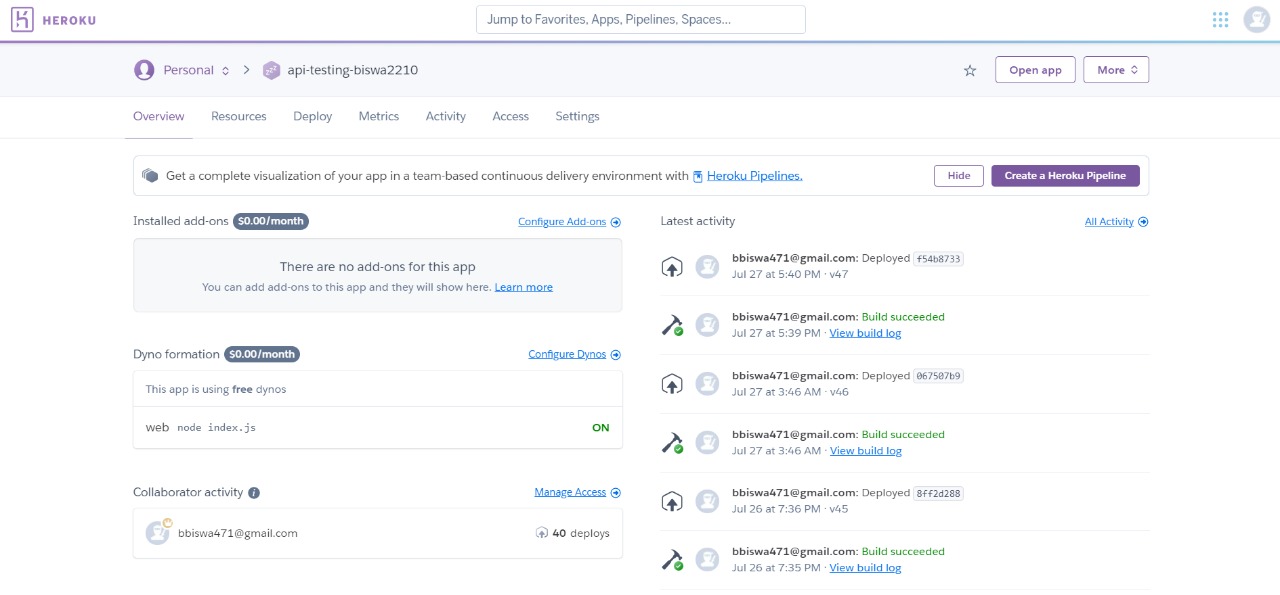 HEROKU
Jump to Favorites, Apps, Pipelines, Spaces...
Personal > api-testing-biswa2210
Open app
More
Overview Resources Deploy Metrics Activity Access Settings
Get a complete visualization of your app in a team-based continuous delivery environment with Heroku Pipelines.
Hide
Create a Heroku Pipeline
Installed add-ons $0.00/month
Configure Add-ons
There are no add-ons for this app
You can add add-ons to this app and they will show here. Learn more
Dyno formation $0.00/month
Configure Dynos
This app is using free dynos
web node index.js
ON
Collaborator activity
Manage Access
bbiswa471@gmail.com
40 deploys
Latest activity
All Activity
bbiswa471@gmail.com: Deployed f54b8733
Jul 27 at 5:40 PM · v47
bbiswa471@gmail.com: Build succeeded
Jul 27 at 5:39 PM · View build log
bbiswa471@gmail.com: Deployed 067507b9
Jul 27 at 3:46 AM · v46
bbiswa471@gmail.com: Build succeeded
Jul 27 at 3:46 AM · View build log
bbiswa471@gmail.com: Deployed 8ff2d288
Jul 26 at 7:36 PM · v45
bbiswa471@gmail.com: Build succeeded
Jul 26 at 7:35 PM · View build log